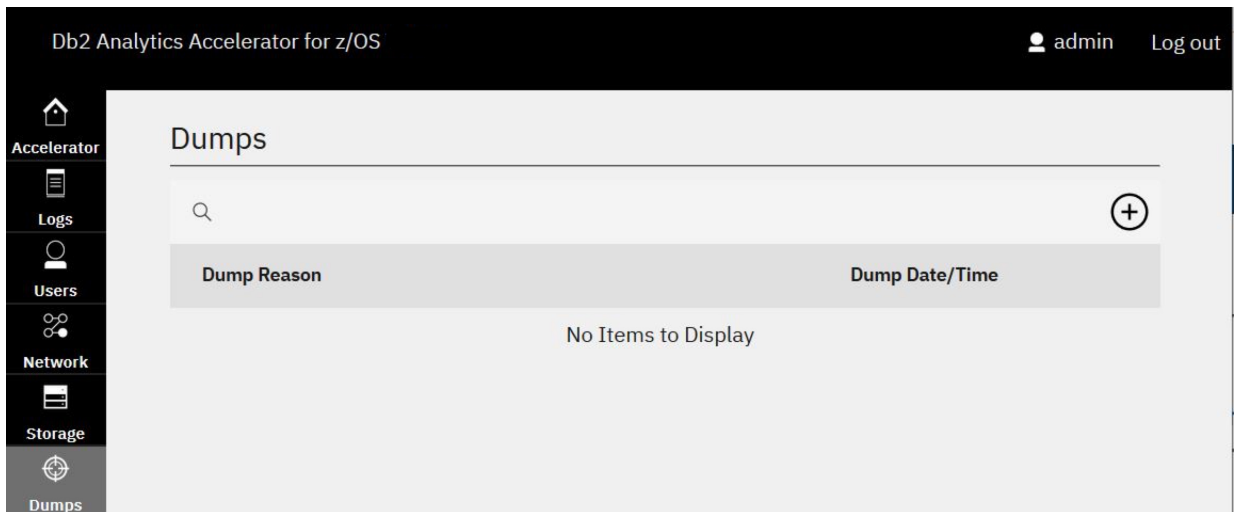 Db2 Analytics Accelerator for z/OS
admin
Log out
Accelerator
Logs
Users
Network
Storage
Dumps
Dumps
Dump Reason
Dump Date/Time
No Items to Display